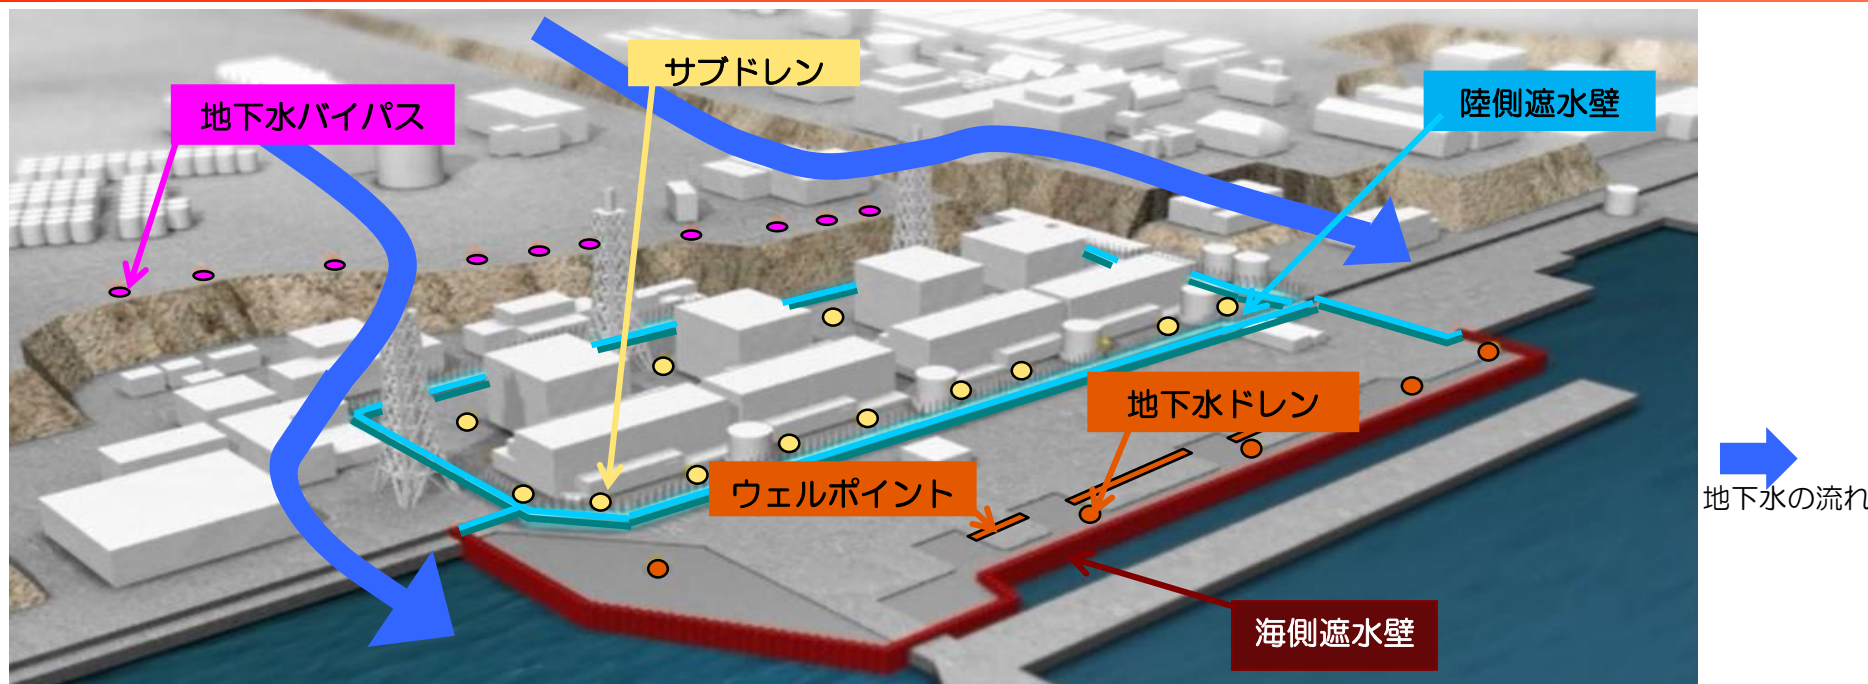 サブドレン
地下水バイパス
陸側遮水壁
地下水ドレン
ウェルポイント
地下水の流れ
海側遮水壁